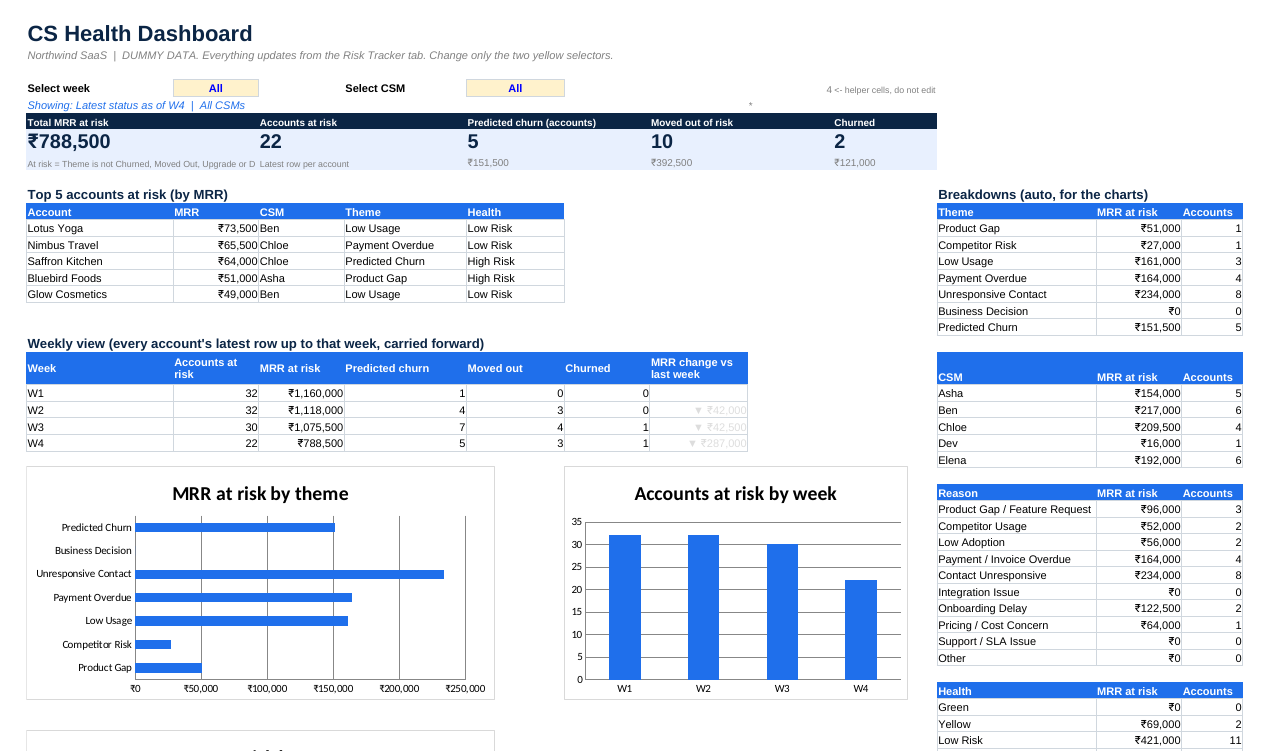 CS Health Dashboard
Northwind SaaS | DUMMY DATA. Everything updates from the Risk Tracker tab. Change only the two yellow selectors.
Select week All Select CSM All 4 <- helper cells, do not edit
Showing: Latest status as of W4 | All CSMs *
Total MRR at risk Accounts at risk Predicted churn (accounts) Moved out of risk Churned
₹788,500 22 5 10 2
At risk = Theme is not Churned, Moved Out, Upgrade or D Latest row per account ₹151,500 ₹392,500 ₹121,000
Top 5 accounts at risk (by MRR)
Account MRR CSM Theme Health
Lotus Yoga ₹73,500 Ben Low Usage Low Risk
Nimbus Travel ₹65,500 Chloe Payment Overdue Low Risk
Saffron Kitchen ₹64,000 Chloe Predicted Churn High Risk
Bluebird Foods ₹51,000 Asha Product Gap High Risk
Glow Cosmetics ₹49,000 Ben Low Usage Low Risk
Weekly view (every account's latest row up to that week, carried forward)
Week Accounts at risk MRR at risk Predicted churn Moved out Churned MRR change vs last week
W1 32 ₹1,160,000 1 0 0
W2 32 ₹1,118,000 4 3 0 ▼ ₹42,000
W3 30 ₹1,075,500 7 4 1 ▼ ₹42,500
W4 22 ₹788,500 5 3 1 ▼ ₹287,000
MRR at risk by theme
Predicted Churn
Business Decision
Unresponsive Contact
Payment Overdue
Low Usage
Competitor Risk
Product Gap
₹0 ₹50,000 ₹100,000 ₹150,000 ₹200,000 ₹250,000
Accounts at risk by week
35
30
25
20
15
10
5
0
W1 W2 W3 W4
Breakdowns (auto, for the charts)
Theme MRR at risk Accounts
Product Gap ₹51,000 1
Competitor Risk ₹27,000 1
Low Usage ₹161,000 3
Payment Overdue ₹164,000 4
Unresponsive Contact ₹234,000 8
Business Decision ₹0 0
Predicted Churn ₹151,500 5
CSM MRR at risk Accounts
Asha ₹154,000 5
Ben ₹217,000 6
Chloe ₹209,500 4
Dev ₹16,000 1
Elena ₹192,000 6
Reason MRR at risk Accounts
Product Gap / Feature Request ₹96,000 3
Competitor Usage ₹52,000 2
Low Adoption ₹56,000 2
Payment / Invoice Overdue ₹164,000 4
Contact Unresponsive ₹234,000 8
Integration Issue ₹0 0
Onboarding Delay ₹122,500 2
Pricing / Cost Concern ₹64,000 1
Support / SLA Issue ₹0 0
Other ₹0 0
Health MRR at risk Accounts
Green ₹0 0
Yellow ₹69,000 2
Low Risk ₹421,000 11